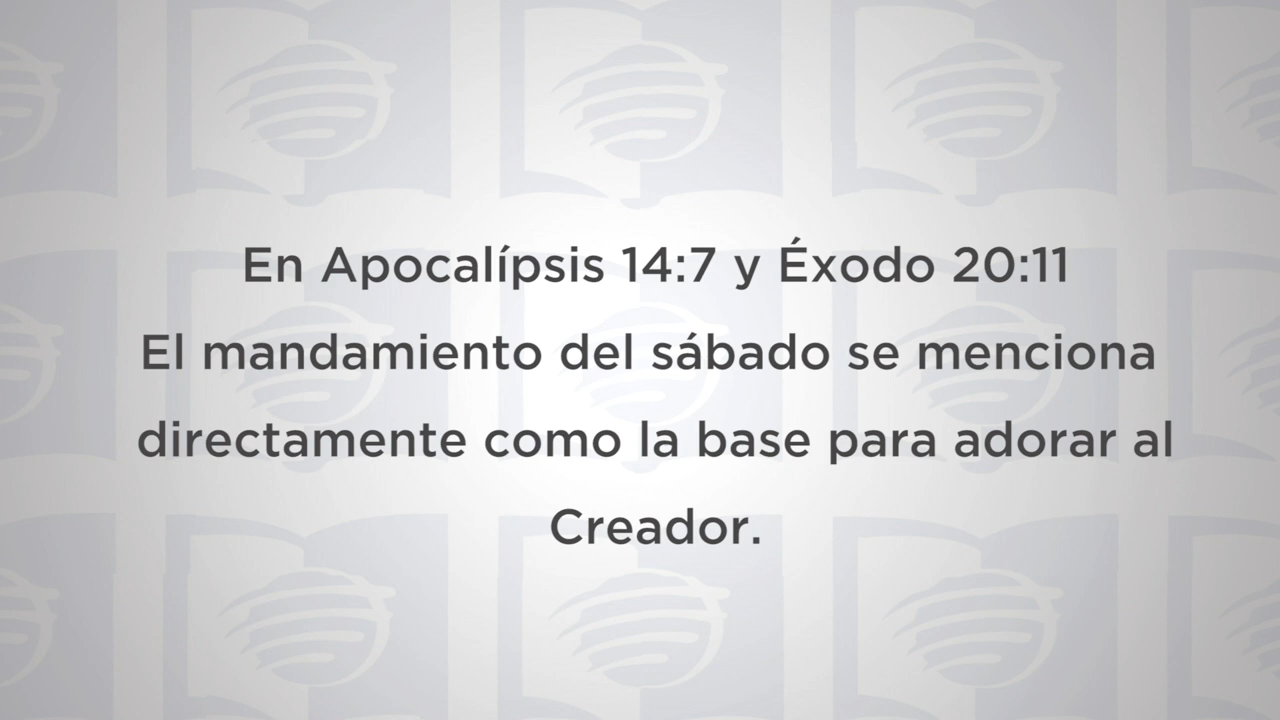 En Apocalípsis 14:7 y Éxodo 20:11
El mandamiento del sábado se menciona
directamente como la base para adorar al
Creador.